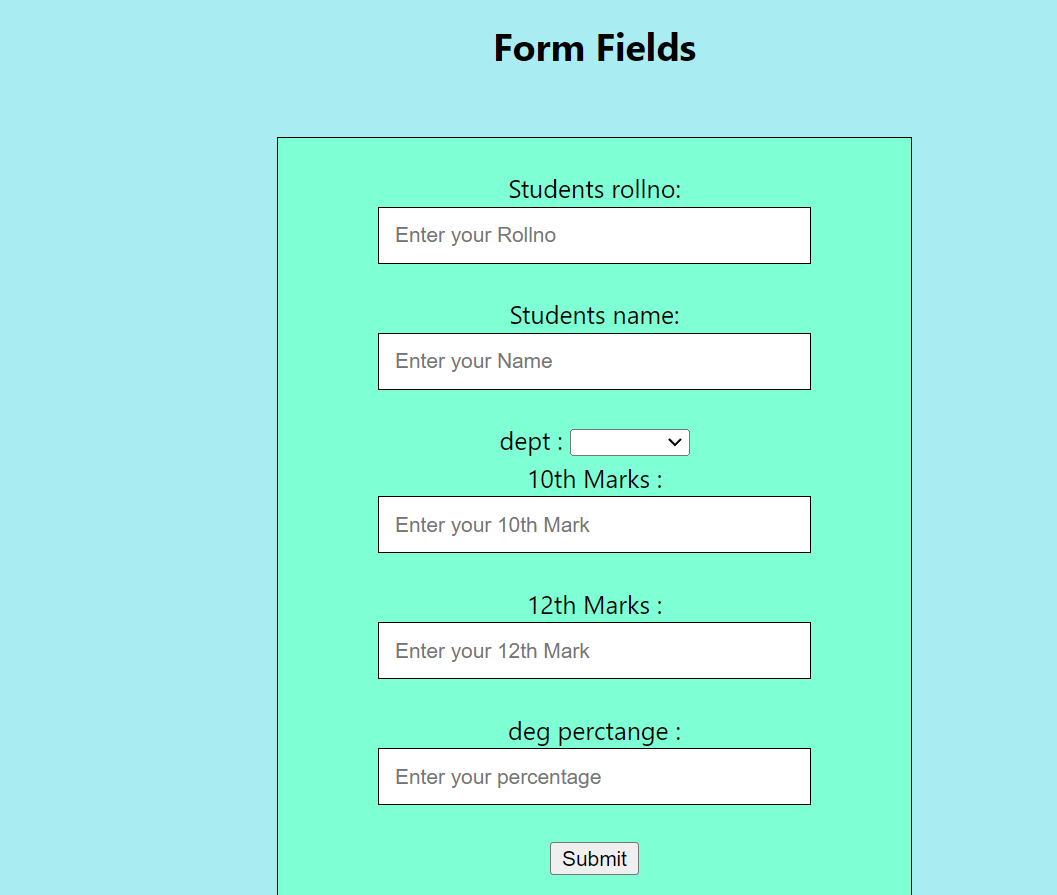 Form Fields
Students rollno:
Enter your Rollno
Students name:
Enter your Name
dept :
10th Marks :
Enter your 10th Mark
12th Marks :
Enter your 12th Mark
deg perctange :
Enter your percentage
Submit